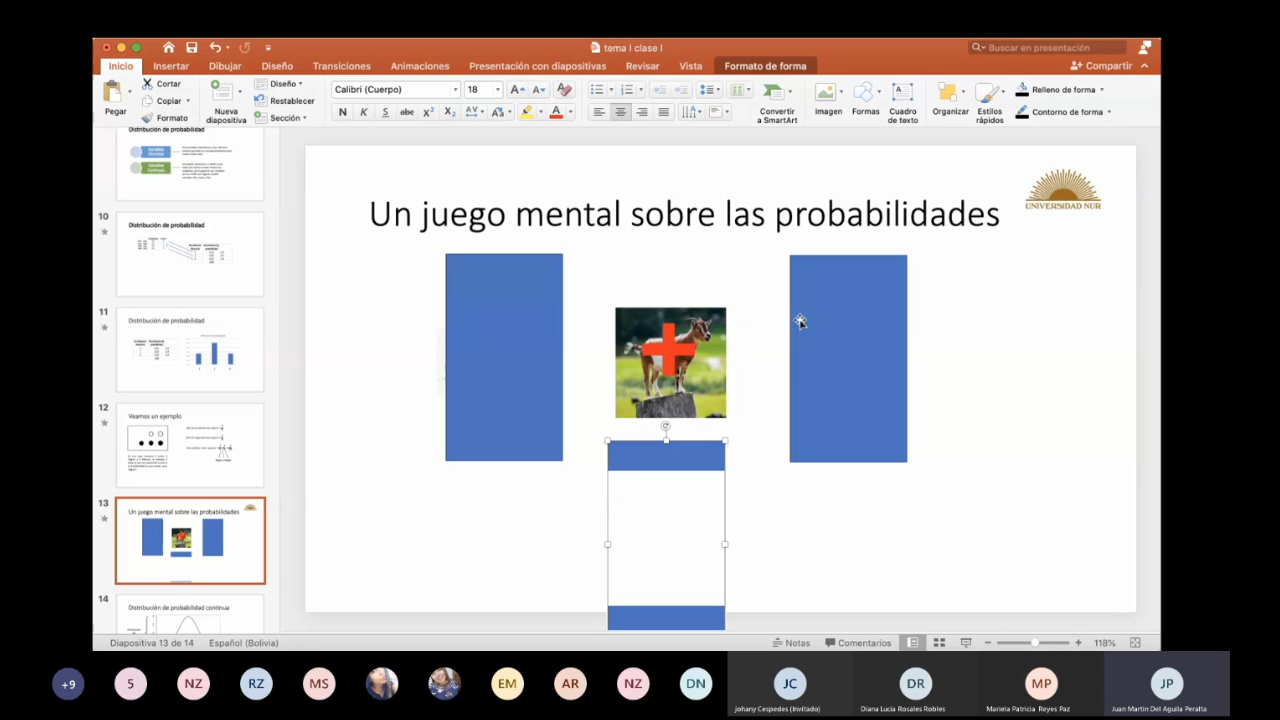 tema I clase I
Buscar en presentación
Inicio Insertar Dibujar Diseño Transiciones Animaciones Presentación con diapositivas Revisar Vista Formato de forma Compartir
Pegar
Cortar
Copiar
Formato
Nueva diapositiva
Diseño
Restablecer
Sección
Calibri (Cuerpo) 18
N K S abc X² X₂ AV Aa A
Convertir a SmartArt
Imagen
Formas
Cuadro de texto
Organizar
Estilos rápidos
Relleno de forma
Contorno de forma
Distribución de probabilidad
10
Distribución de probabilidad
11
Distribución de probabilidad
12
Veamos un ejemplo
13
Un juego mental sobre las probabilidades
14
Distribución de probabilidad continua
UNIVERSIDAD NUR
Un juego mental sobre las probabilidades
Diapositiva 13 de 14 Español (Bolivia) Notas Comentarios 118%
+9 5 NZ RZ MS EM AR NZ DN JC DR MP JP
johany Cespedes (Invitado) Diana Lucía Rosales Robles Mariela Patricia Reyes Paz Juan Martin Del Aguila Peralta